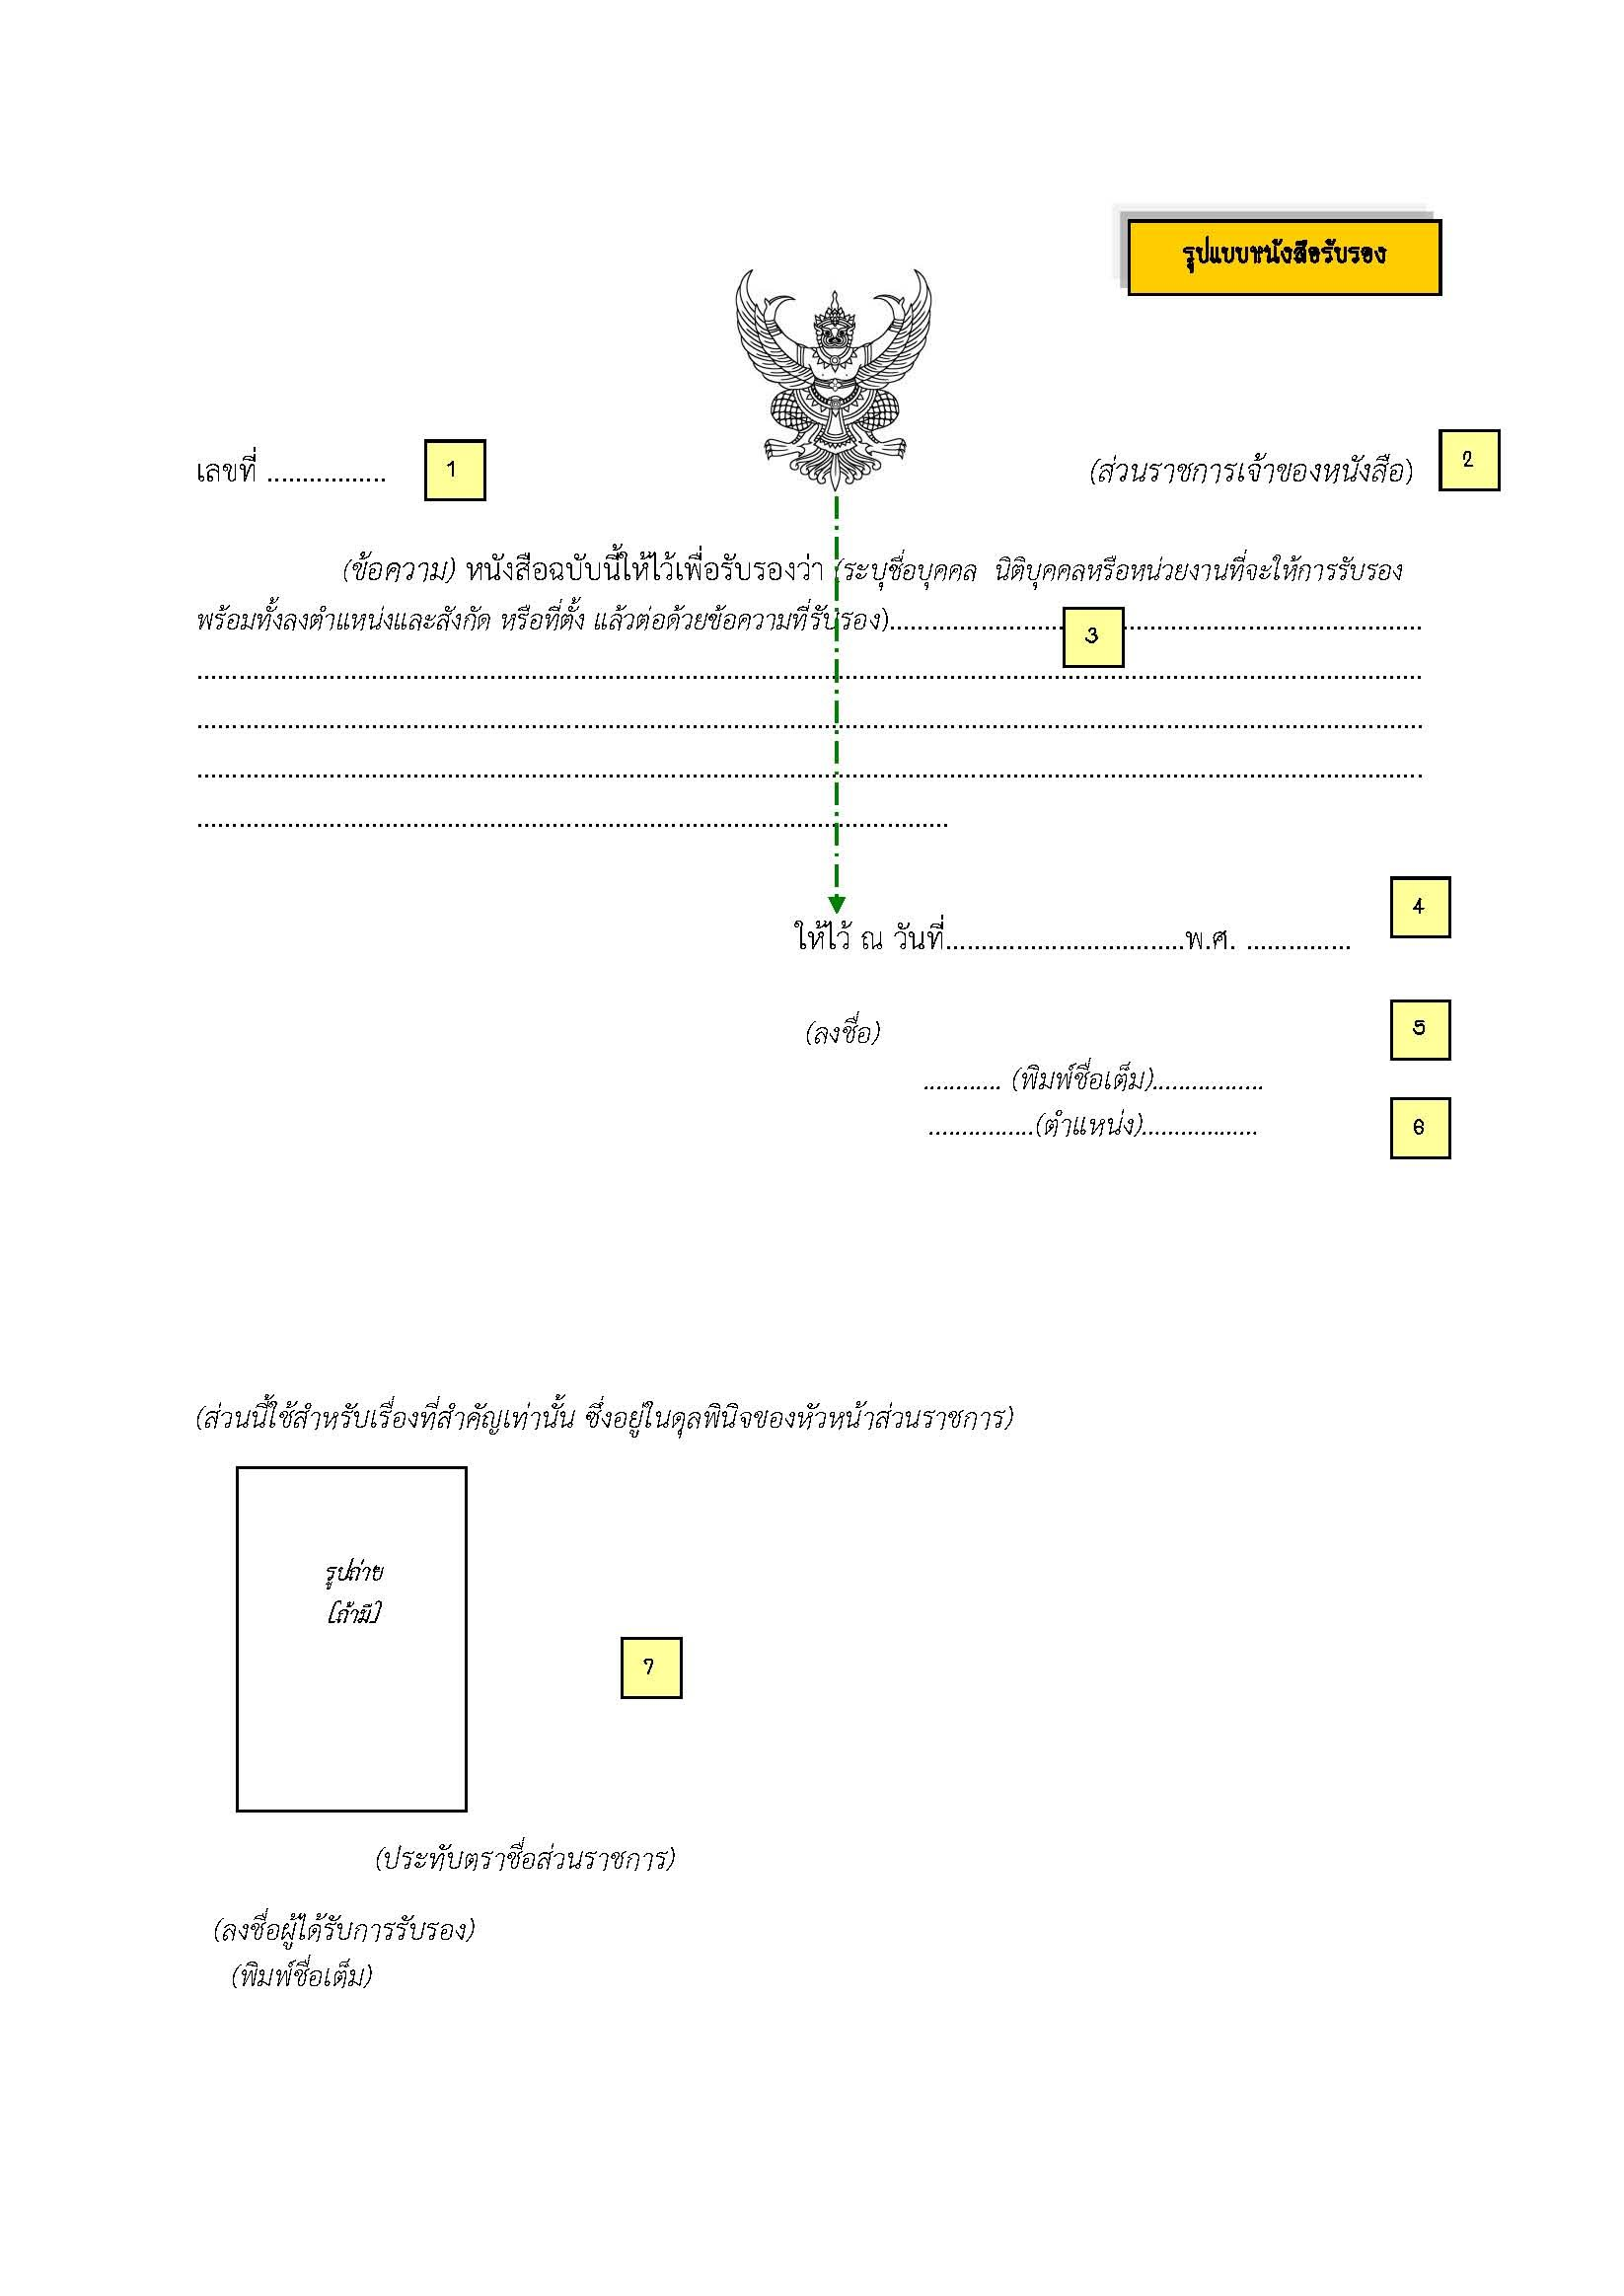 รูปแบบหนังสือรับรอง
เลขที่ ................. 1 (ส่วนราชการเจ้าของหนังสือ) 2
(ข้อความ) หนังสือฉบับนี้ให้ไว้เพื่อรับรองว่า (ระบุชื่อบุคคล นิติบุคคลหรือหน่วยงานที่จะให้การรับรอง
พร้อมทั้งลงตำแหน่งและสังกัด หรือที่ตั้ง แล้วต่อด้วยข้อความที่รับรอง)......................... 3 ...........................................
................................................................................................................................................................................
................................................................................................................................................................................
................................................................................................................................................................................
............................................................................................................
4
ให้ไว้ ณ วันที่..................................พ.ศ. ...............
(ลงชื่อ) 5
............ (พิมพ์ชื่อเต็ม).................
................(ตำแหน่ง).................. 6
(ส่วนนี้ใช้สำหรับเรื่องที่สำคัญเท่านั้น ซึ่งอยู่ในดุลพินิจของหัวหน้าส่วนราชการ)
รูปถ่าย
(ถ้ามี)
7
(ประทับตราชื่อส่วนราชการ)
(ลงชื่อผู้ได้รับการรับรอง)
(พิมพ์ชื่อเต็ม)